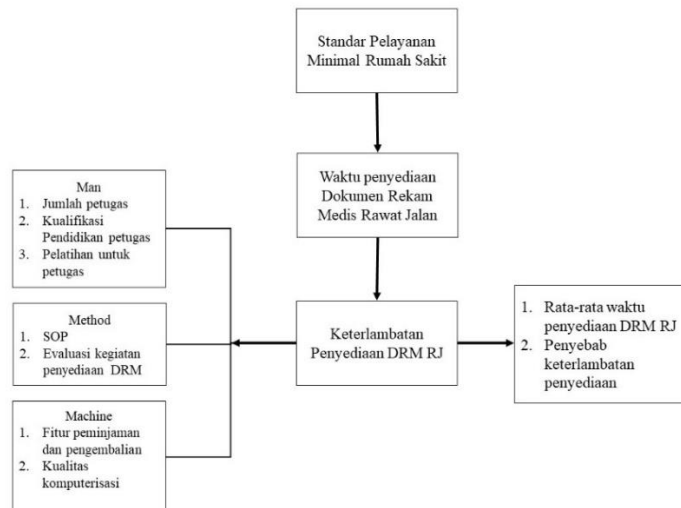 Standar Pelayanan
Minimal Rumah Sakit
Waktu penyediaan
Dokumen Rekam
Medis Rawat Jalan
Man
1. Jumlah petugas
2. Kualifikasi
Pendidikan petugas
3. Pelatihan untuk
petugas
Method
1. SOP
2. Evaluasi kegiatan
penyediaan DRM
Machine
1. Fitur peminjaman
dan pengembalian
2. Kualitas
komputerisasi
Keterlambatan
Penyediaan DRM RJ
1. Rata-rata waktu
penyediaan DRM RJ
2. Penyebab
keterlambatan
penyediaan